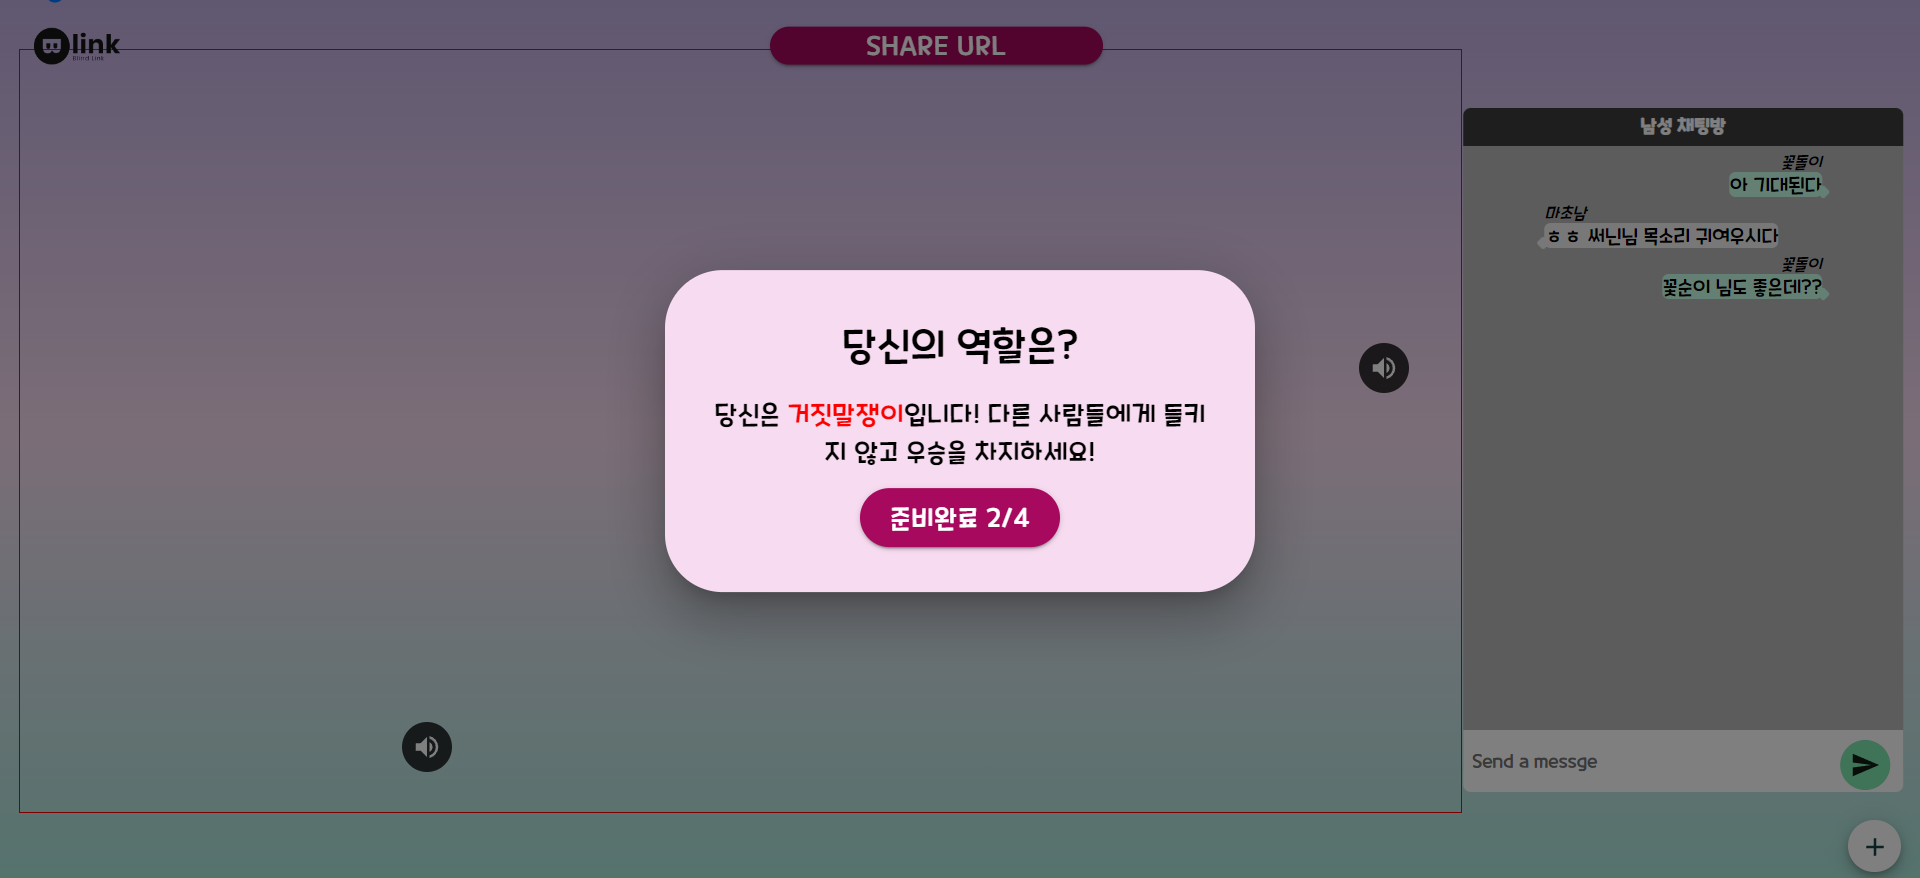 link
Blind Link
SHARE URL
남성 채팅방
꽃돌이
아 기대된다
마초남
ㅎㅎ 써닌님 목소리 귀여우시다
꽃돌이
꽃순이 님도 좋은데??
당신의 역할은?
당신은 거짓말쟁이입니다! 다른 사람들에게 들키
지 않고 우승을 차지하세요!
준비완료 2/4
Send a messge